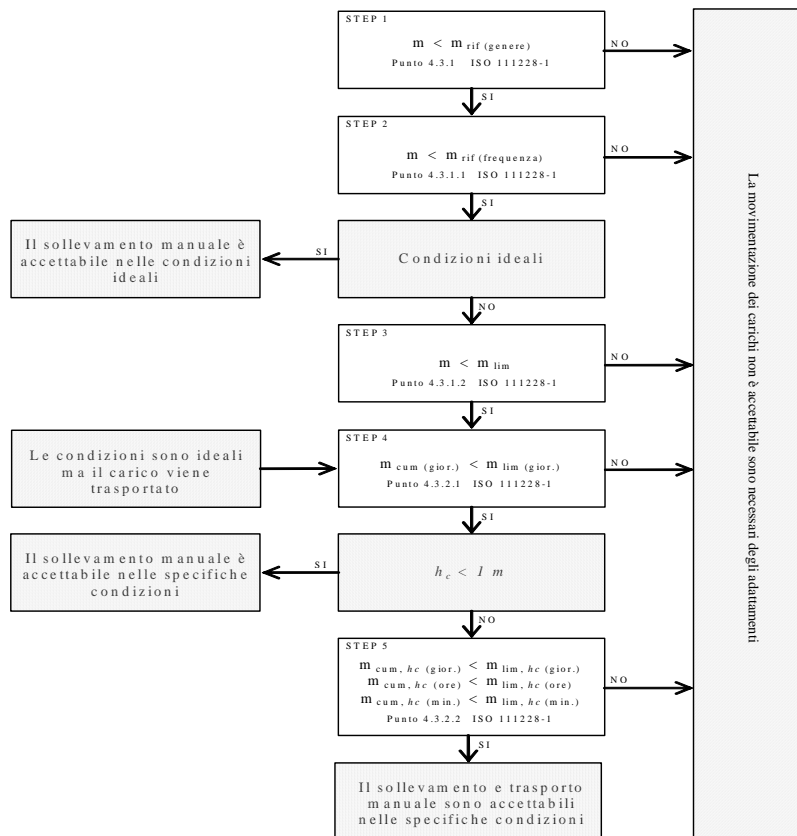 STEP 1
m < m rif (genere)
Punto 4.3.1 ISO 111228-1
NO
SI
STEP 2
m < m rif (frequenza)
Punto 4.3.1.1 ISO 111228-1
NO
SI
Il sollevamento manuale è
accettabile nelle condizioni
ideali
SI
Condizioni ideali
NO
STEP 3
m < m lim
Punto 4.3.1.2 ISO 111228-1
NO
SI
Le condizioni sono ideali
ma il carico viene
trasportato
STEP 4
m cum (gior.) < m lim (gior.)
Punto 4.3.2.1 ISO 111228-1
NO
SI
Il sollevamento manuale è
accettabile nelle specifiche
condizioni
SI
h c < 1 m
NO
STEP 5
m cum, hc (gior.) < m lim, hc (gior.)
m cum, hc (ore) < m lim, hc (ore)
m cum, hc (min.) < m lim, hc (min.)
Punto 4.3.2.2 ISO 111228-1
NO
SI
Il sollevamento e trasporto
manuale sono accettabili
nelle specifiche condizioni
La movimentazione dei carichi non è accettabile sono necessari degli adattamenti